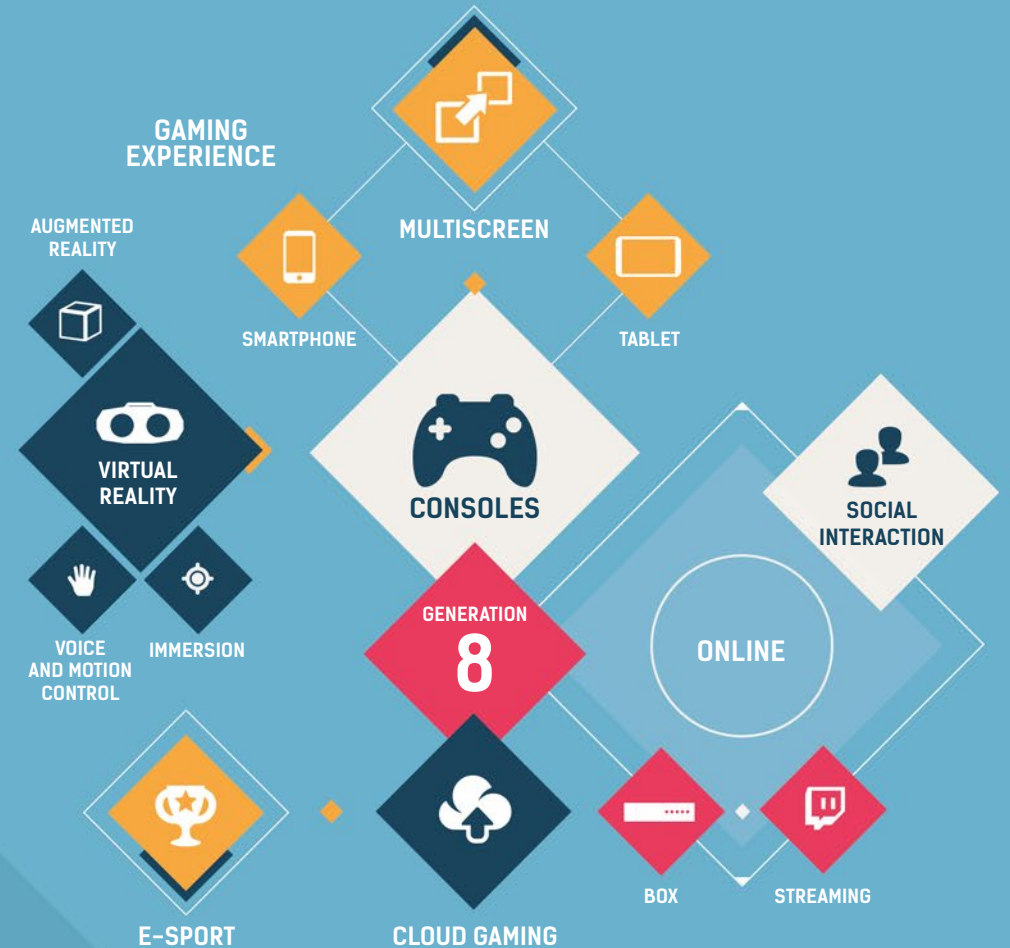 GAMING
EXPERIENCE
MULTISCREEN
AUGMENTED
REALITY
SMARTPHONE
TABLET
VIRTUAL
REALITY
CONSOLES
SOCIAL
INTERACTION
GENERATION
8
ONLINE
VOICE
AND MOTION
CONTROL
IMMERSION
BOX
STREAMING
E-SPORT
CLOUD GAMING